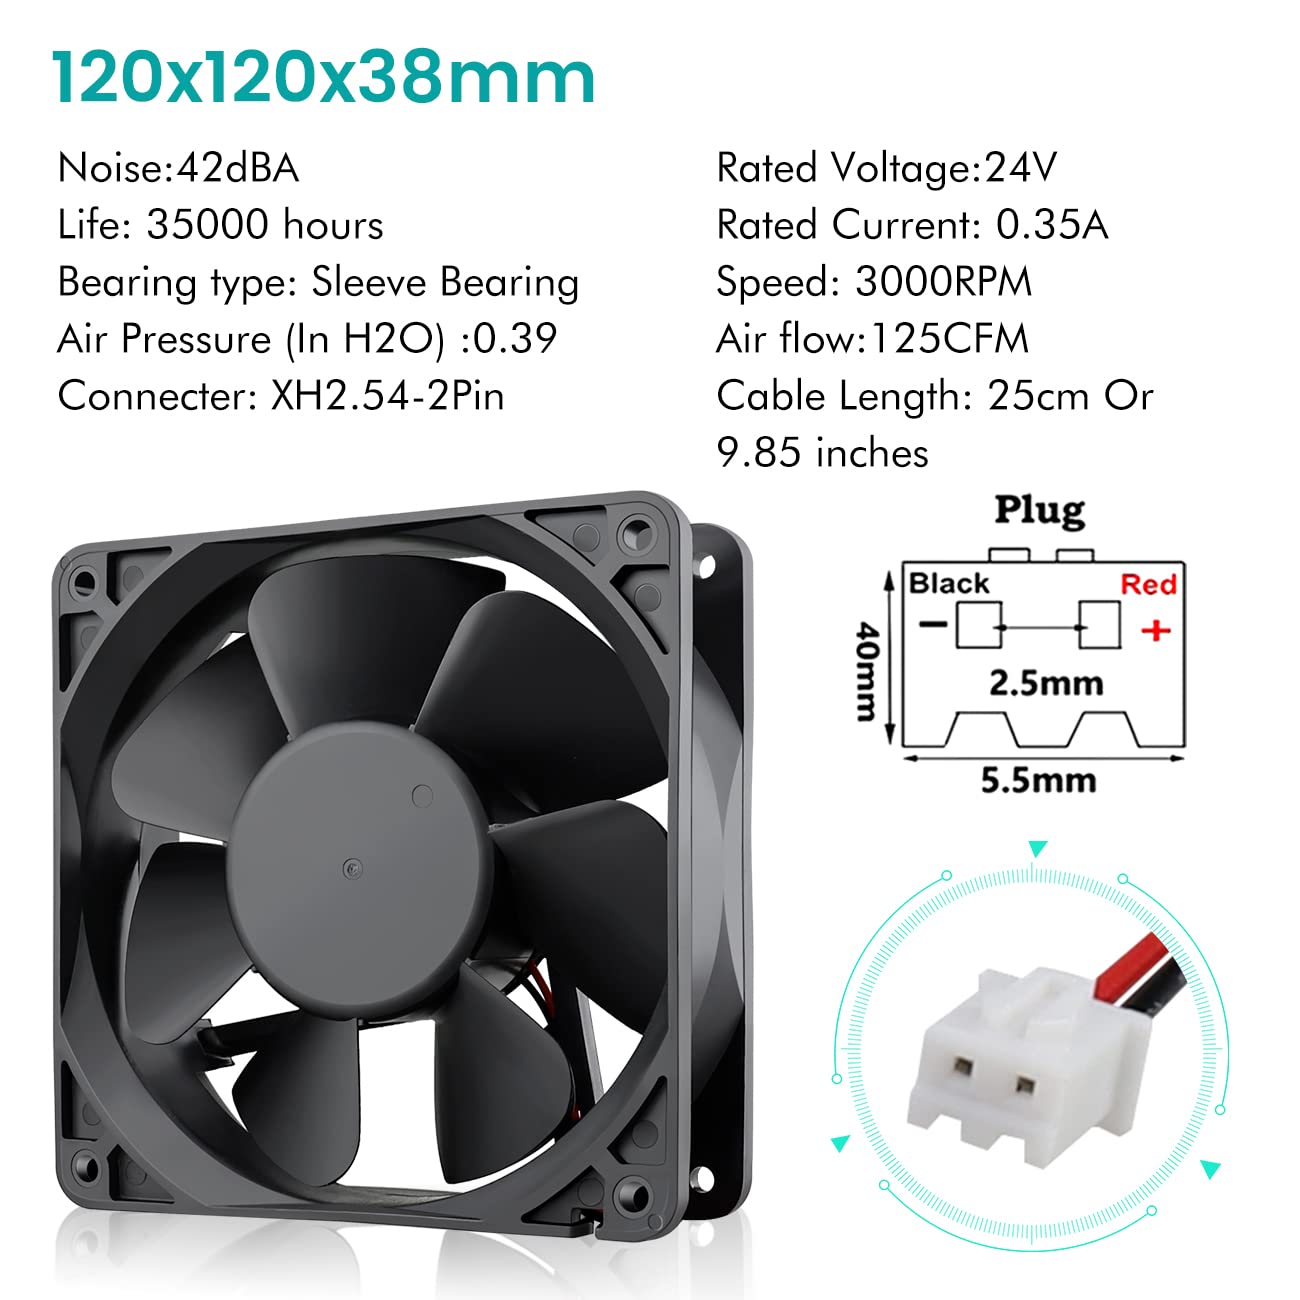 120x120x38mm
Noise:42dBA
Life: 35000 hours
Bearing type: Sleeve Bearing
Air Pressure (In H2O) :0.39
Connecter: XH2.54-2Pin
Rated Voltage:24V
Rated Current: 0.35A
Speed: 3000RPM
Air flow:125CFM
Cable Length: 25cm Or
9.85 inches
Plug
Black Red
− +
40mm
2.5mm
5.5mm